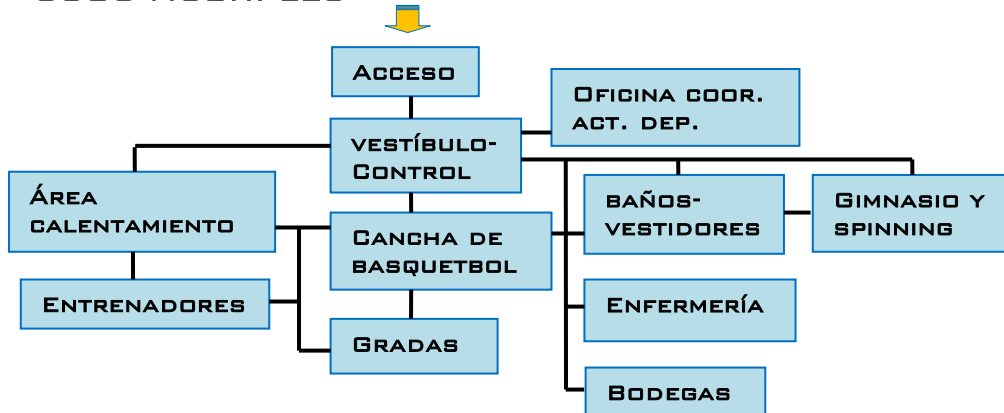 Acceso
Oficina coor.
act. dep.
vestíbulo-
Control
Área
calentamiento
baños-
vestidores
Gimnasio y
spinning
Cancha de
basquetbol
Entrenadores
Enfermería
Gradas
Bodegas